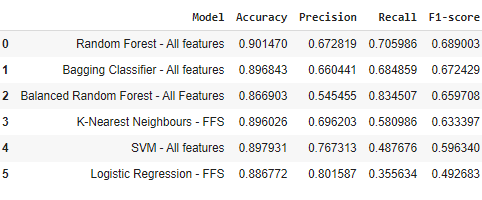 Model Accuracy Precision Recall F1-score
0 Random Forest - All features 0.901470 0.672819 0.705986 0.689003
1 Bagging Classifier - All features 0.896843 0.660441 0.684859 0.672429
2 Balanced Random Forest - All Features 0.866903 0.545455 0.834507 0.659708
3 K-Nearest Neighbours - FFS 0.896026 0.696203 0.580986 0.633397
4 SVM - All features 0.897931 0.767313 0.487676 0.596340
5 Logistic Regression - FFS 0.886772 0.801587 0.355634 0.492683